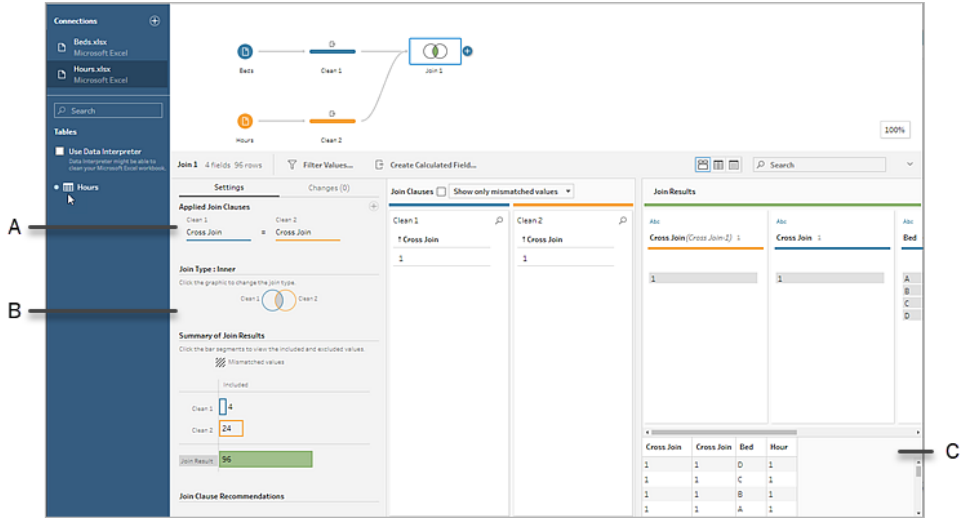 Connections
Beds.xlsx
Microsoft Excel
Hours.xlsx
Microsoft Excel
Search
Tables
Use Data Interpreter
Data Interpreter might be able to
clean your Microsoft Excel workbook.
Hours
Beds
Clean 1
Join 1
Hours
Clean 2
100%
Join 1 4 fields 96 rows Filter Values... Create Calculated Field... Search
Settings Changes (0)
Applied Join Clauses
Clean 1 Clean 2
Cross Join = Cross Join
Join Type : Inner
Click the graphic to change the join type.
Clean 1 Clean 2
Summary of Join Results
Click the bar segments to view the included and excluded values.
Mismatched values
Included
Clean 1 4
Clean 2 24
Join Result 96
Join Clause Recommendations
Join Clauses Show only mismatched values
Clean 1 Clean 2
Cross Join Cross Join
1 1
Join Results
Abc Abc Abc
Cross Join (Cross Join-1) 1 Cross Join 1 Bed
1 1 A
B
C
D
Cross Join Cross Join Bed Hour
1 1 D 1
1 1 C 1
1 1 B 1
1 1 A 1
A
B
C